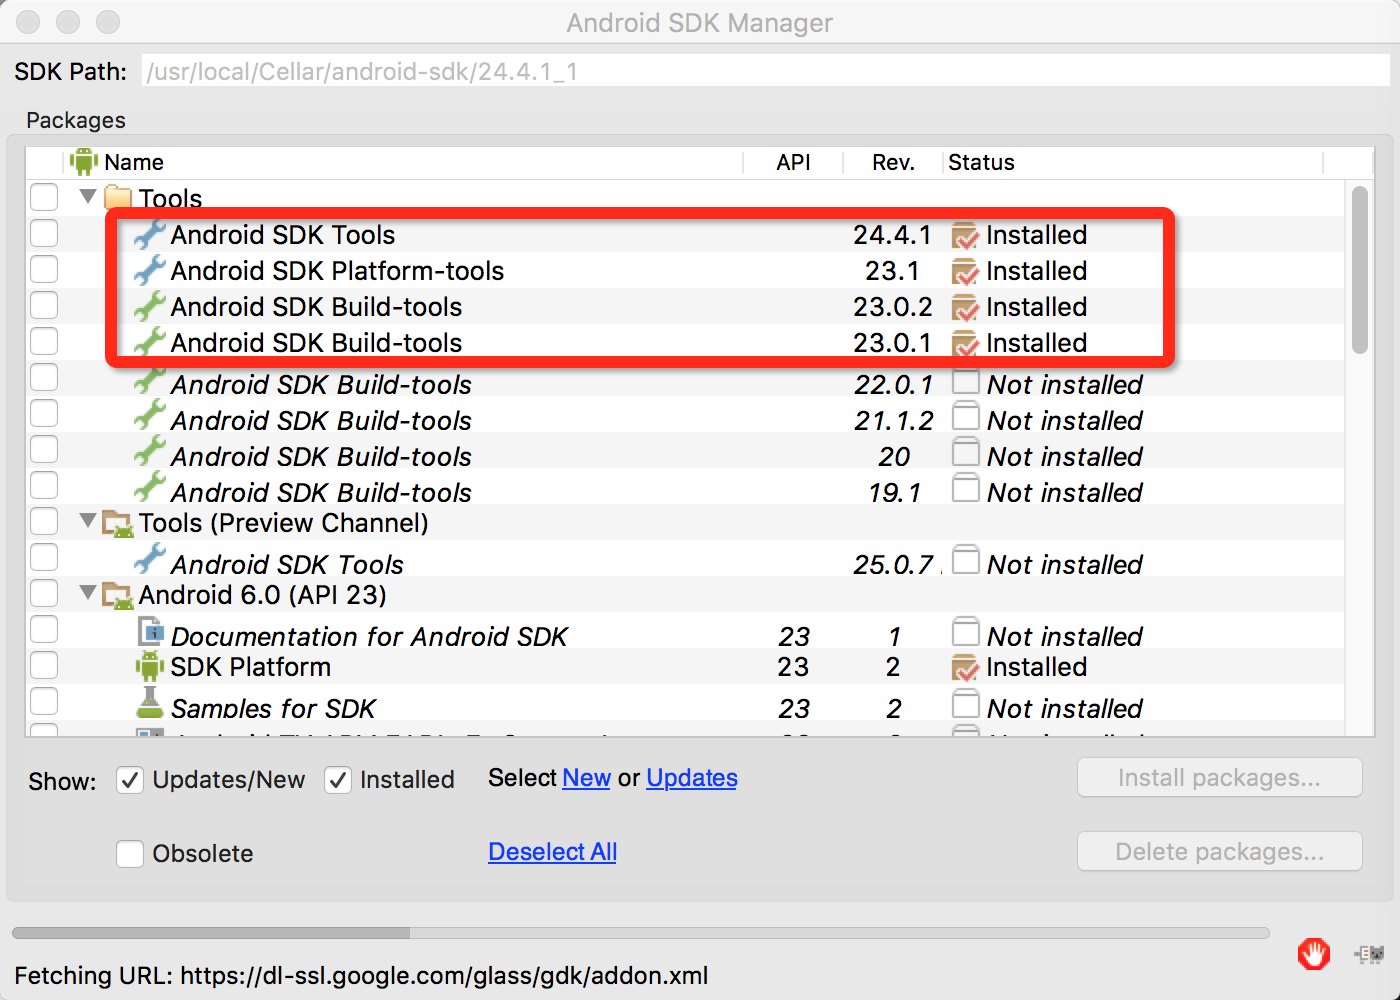 Android SDK Manager
SDK Path: /usr/local/Cellar/android-sdk/24.4.1_1
Packages
Name API Rev. Status
Tools
Android SDK Tools 24.4.1 Installed
Android SDK Platform-tools 23.1 Installed
Android SDK Build-tools 23.0.2 Installed
Android SDK Build-tools 23.0.1 Installed
Android SDK Build-tools 22.0.1 Not installed
Android SDK Build-tools 21.1.2 Not installed
Android SDK Build-tools 20 Not installed
Android SDK Build-tools 19.1 Not installed
Tools (Preview Channel)
Android SDK Tools 25.0.7 Not installed
Android 6.0 (API 23)
Documentation for Android SDK 23 1 Not installed
SDK Platform 23 2 Installed
Samples for SDK 23 2 Not installed
Show: Updates/New Installed Select New or Updates Install packages...
Obsolete Deselect All Delete packages...
Fetching URL: https://dl-ssl.google.com/glass/gdk/addon.xml